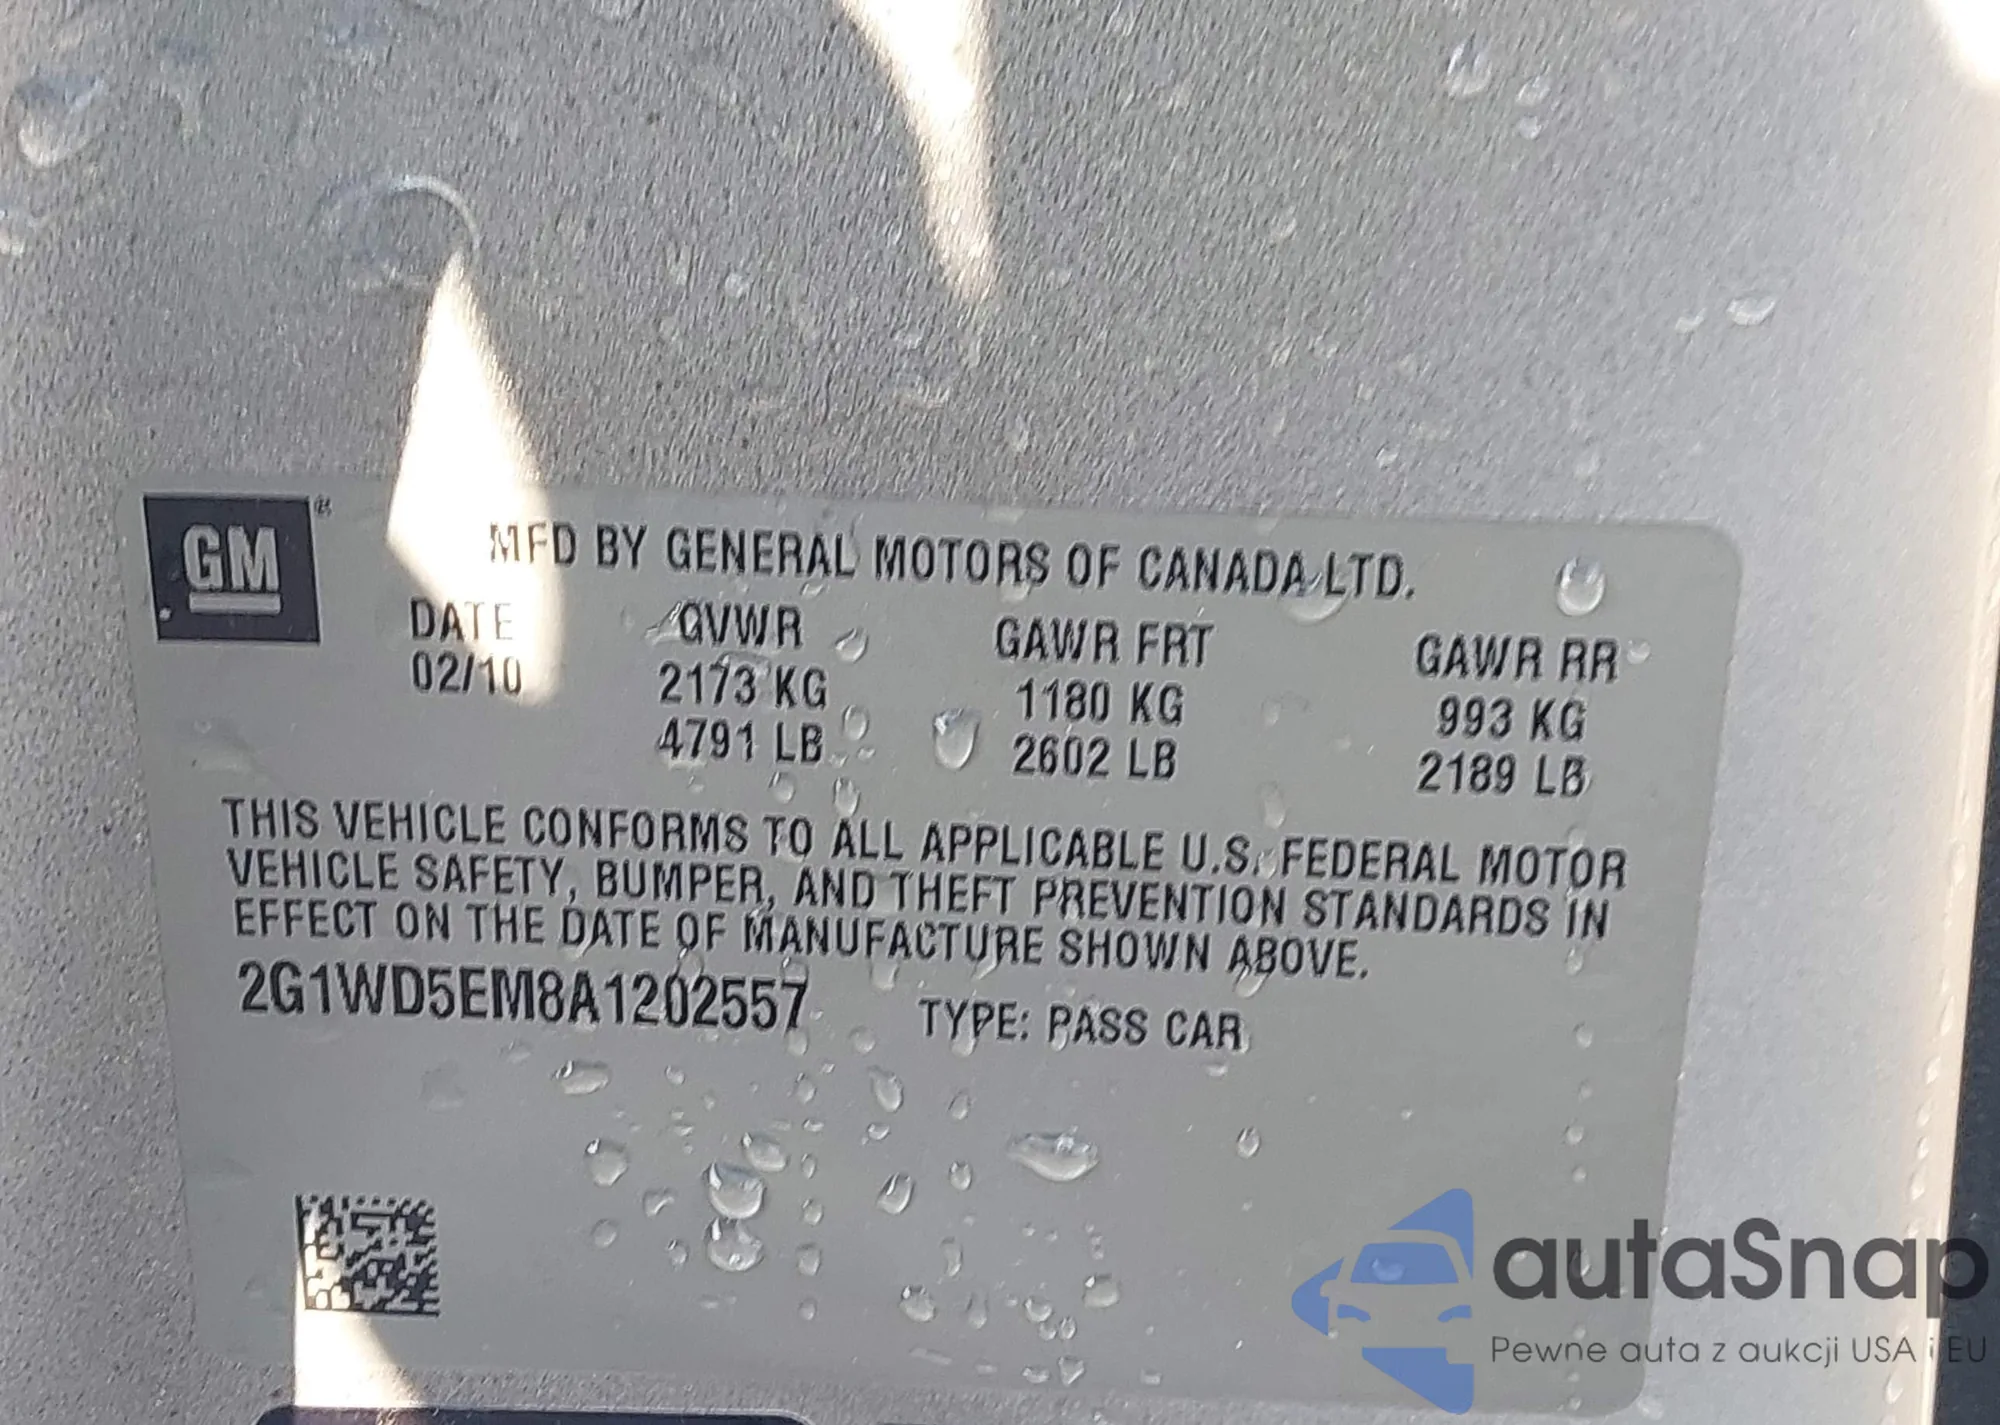 GM ®
MFD BY GENERAL MOTORS OF CANADA LTD.
DATE GVWR GAWR FRT GAWR RR
02/10 2173 KG 1180 KG 993 KG
4791 LB 2602 LB 2189 LB
THIS VEHICLE CONFORMS TO ALL APPLICABLE U.S. FEDERAL MOTOR
VEHICLE SAFETY, BUMPER, AND THEFT PREVENTION STANDARDS IN
EFFECT ON THE DATE OF MANUFACTURE SHOWN ABOVE.
2G1WD5EM8A1202557 TYPE: PASS CAR
autaSnap
Pewne auta z aukcji USA i EU